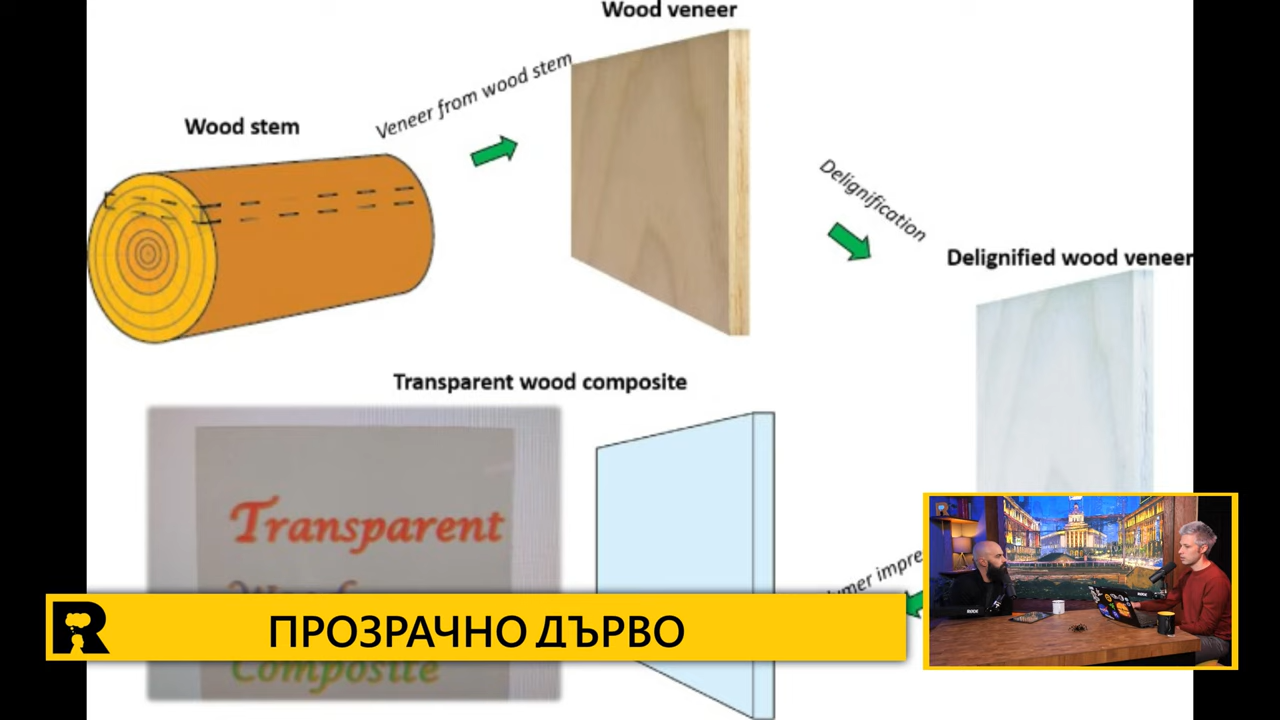 Wood veneer
Veneer from wood stem
Wood stem
Delignification
Delignified wood veneer
Transparent wood composite
Transparent
Composite
R ПРОЗРАЧНО ДЪРВО